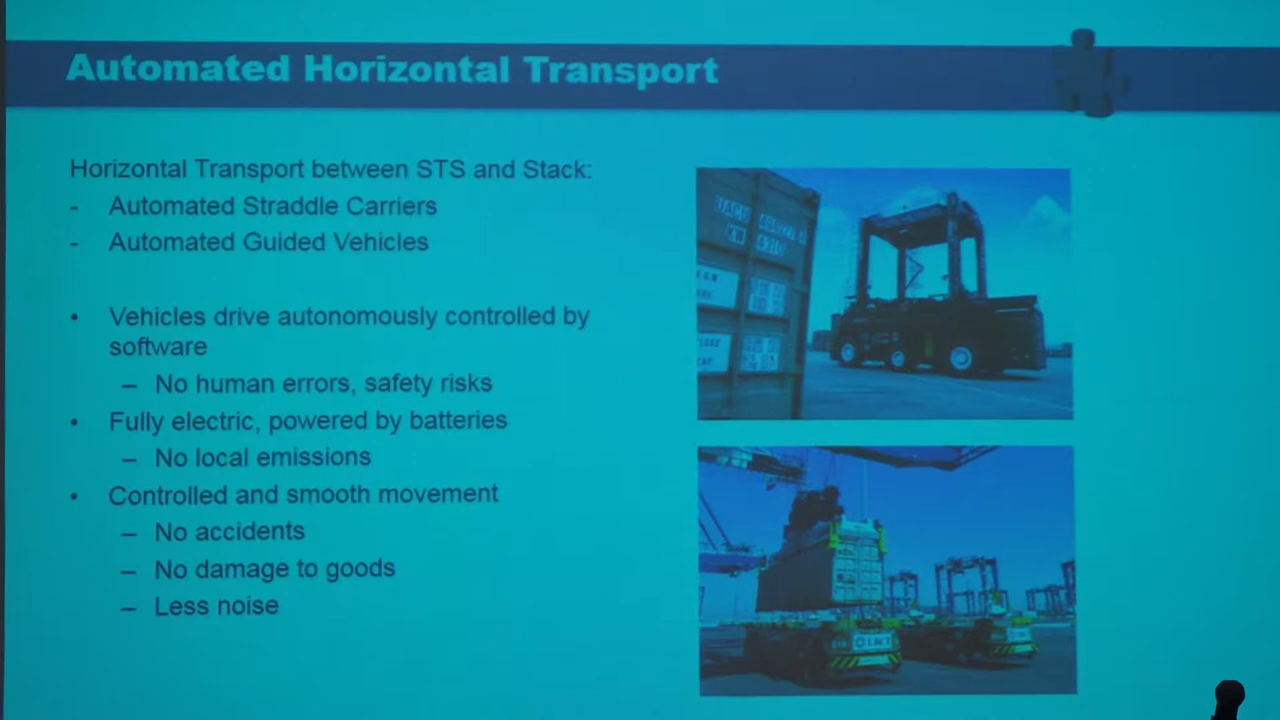 Automated Horizontal Transport
Horizontal Transport between STS and Stack:
- Automated Straddle Carriers
- Automated Guided Vehicles
• Vehicles drive autonomously controlled by
software
– No human errors, safety risks
• Fully electric, powered by batteries
– No local emissions
• Controlled and smooth movement
– No accidents
– No damage to goods
– Less noise
KW
4310